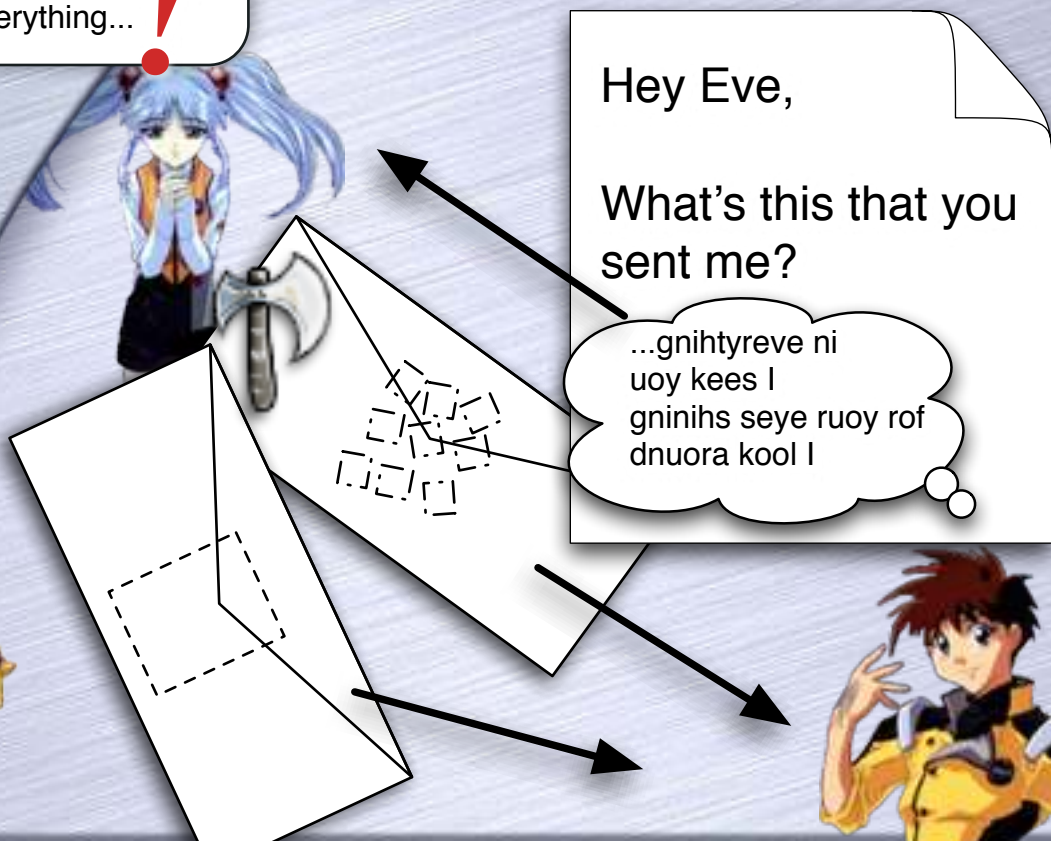 erything...
Hey Eve,
What's this that you
sent me?
...gnihtyreve ni
uoy kees I
gninihs seye ruoy rof
dnuora kool I